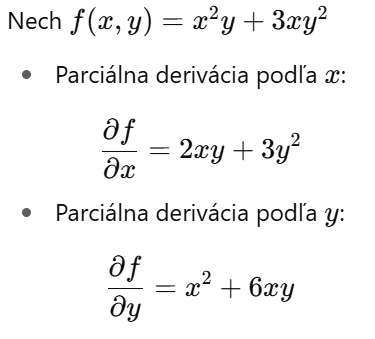 Nech f(x, y) = x²y + 3xy²
• Parciálna derivácia podľa x:
∂f/∂x = 2xy + 3y²
• Parciálna derivácia podľa y:
∂f/∂y = x² + 6xy